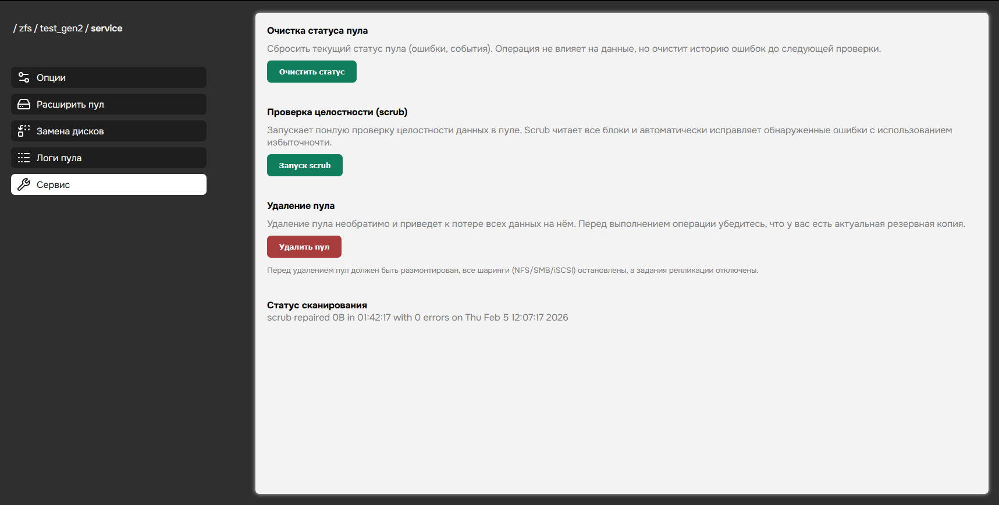 / zfs / test_gen2 / service
Опции
Расширить пул
Замена дисков
Логи пула
Сервис
Очистка статуса пула
Сбросить текущий статус пула (ошибки, события). Операция не влияет на данные, но очистит историю ошибок до следующей проверки.
Очистить статус
Проверка целостности (scrub)
Запускает понлую проверку целостности данных в пуле. Scrub читает все блоки и автоматически исправляет обнаруженные ошибки с использованием
избыточночти.
Запуск scrub
Удаление пула
Удаление пула необратимо и приведет к потере всех данных на нём. Перед выполнением операции убедитесь, что у вас есть актуальная резервная копия.
Удалить пул
Перед удалением пул должен быть размонтирован, все шаринги (NFS/SMB/iSCSI) остановлены, а задания репликации отключены.
Статус сканирования
scrub repaired 0B in 01:42:17 with 0 errors on Thu Feb 5 12:07:17 2026